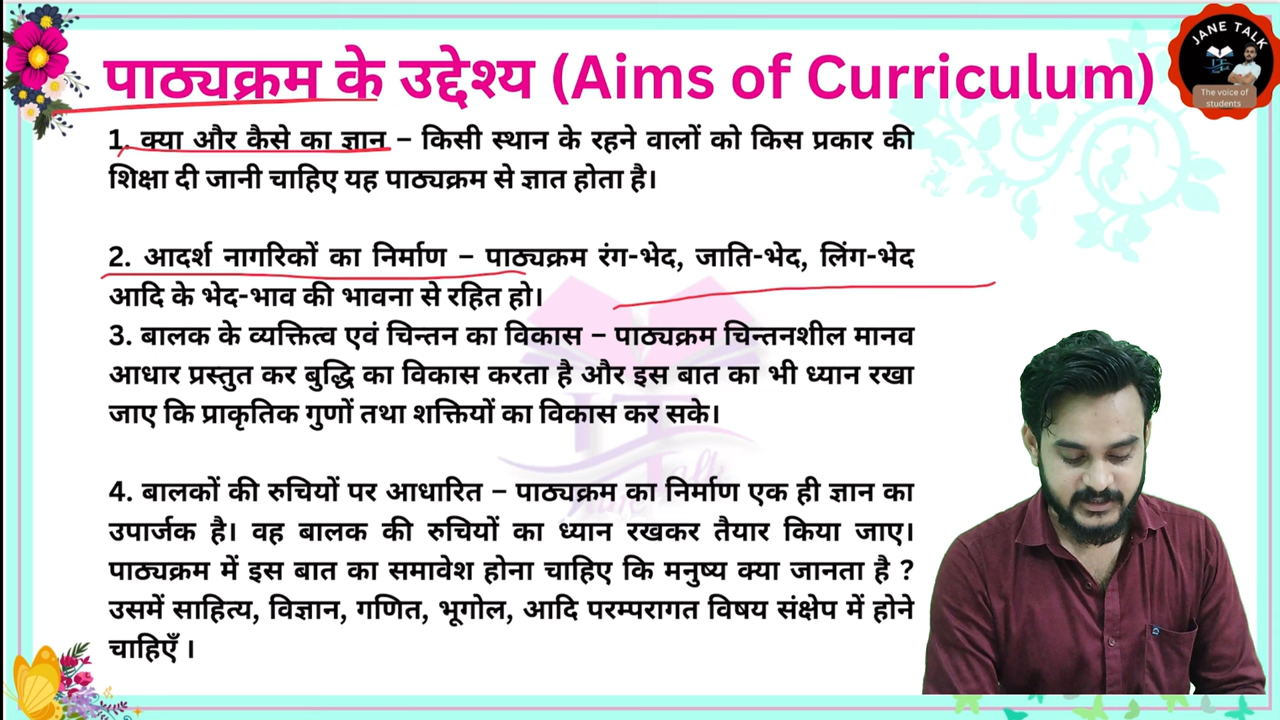 पाठ्यक्रम के उद्देश्य (Aims of Curriculum)
JANE TALK
The voice of
students
1. क्या और कैसे का ज्ञान – किसी स्थान के रहने वालों को किस प्रकार की
शिक्षा दी जानी चाहिए यह पाठ्यक्रम से ज्ञात होता है।
2. आदर्श नागरिकों का निर्माण – पाठ्यक्रम रंग-भेद, जाति-भेद, लिंग-भेद
आदि के भेद-भाव की भावना से रहित हो।
3. बालक के व्यक्तित्व एवं चिन्तन का विकास – पाठ्यक्रम चिन्तनशील मानव
आधार प्रस्तुत कर बुद्धि का विकास करता है और इस बात का भी ध्यान रखा
जाए कि प्राकृतिक गुणों तथा शक्तियों का विकास कर सके।
4. बालकों की रुचियों पर आधारित – पाठ्यक्रम का निर्माण एक ही ज्ञान का
उपार्जक है। वह बालक की रुचियों का ध्यान रखकर तैयार किया जाए।
पाठ्यक्रम में इस बात का समावेश होना चाहिए कि मनुष्य क्या जानता है ?
उसमें साहित्य, विज्ञान, गणित, भूगोल, आदि परम्परागत विषय संक्षेप में होने
चाहिएँ ।